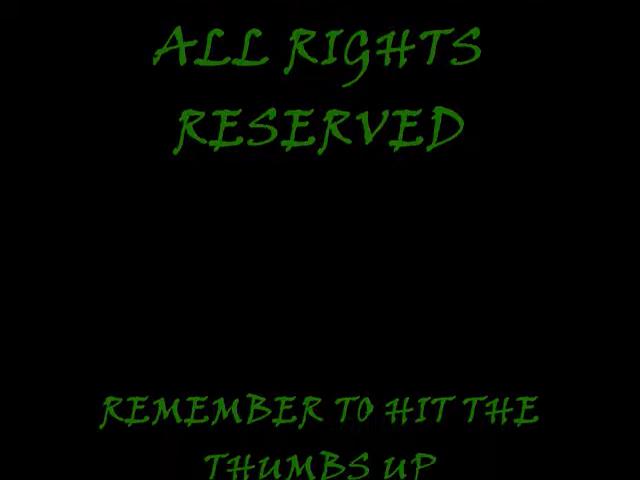 ALL RIGHTS
RESERVED
REMEMBER TO HIT THE
THUMBS UP